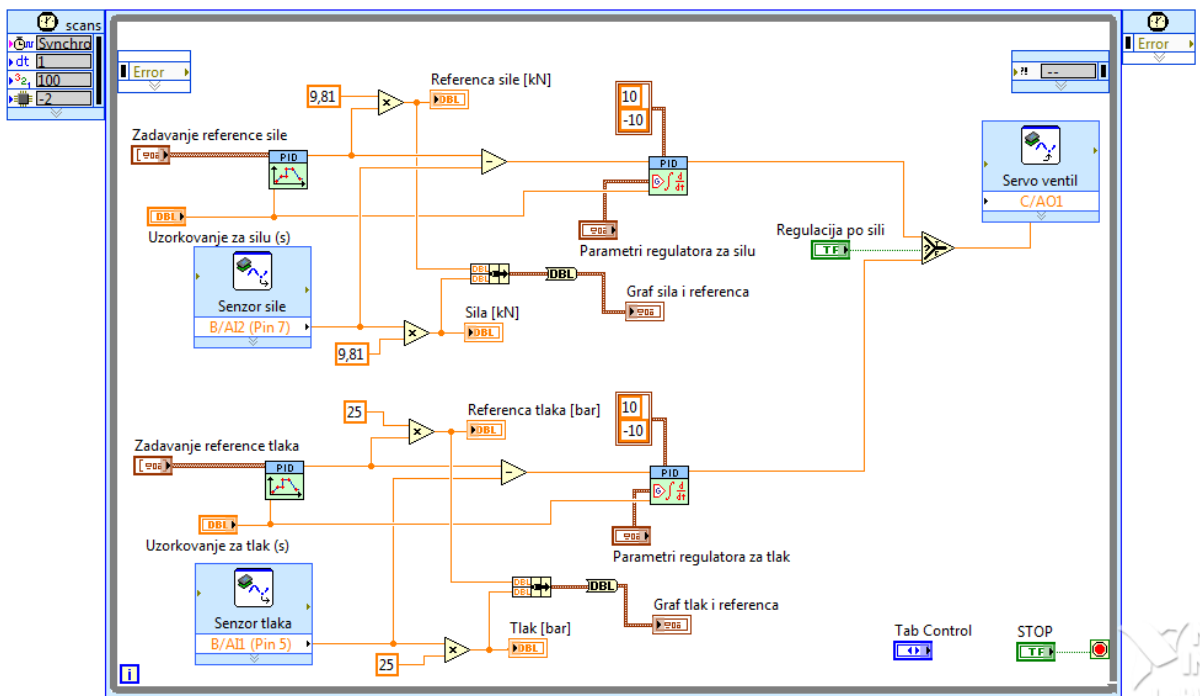 scans
Synchro
dt 1
100
-2
Error
Error
--
Referenca sile [kN]
9,81
x
DBL
10
-10
Zadavanje reference sile
PID
-
PID
d
dt
Servo ventil
C/AO1
DBL
Uzorkovanje za silu (s)
Regulacija po sili
TF
Parametri regulatora za silu
Senzor sile
B/AI2 (Pin 7)
DBL
DBL
DBL
Graf sila i referenca
Sila [kN]
x
DBL
9,81
25
Referenca tlaka [bar]
x
DBL
10
-10
Zadavanje reference tlaka
PID
-
PID
d
dt
DBL
Uzorkovanje za tlak (s)
Parametri regulatora za tlak
Senzor tlaka
B/AI1 (Pin 5)
DBL
DBL
DBL
Graf tlak i referenca
Tlak [bar]
x
DBL
25
Tab Control
STOP
TF
i